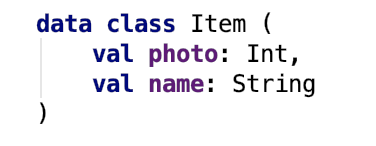 data class Item (
    val photo: Int,
    val name: String
)